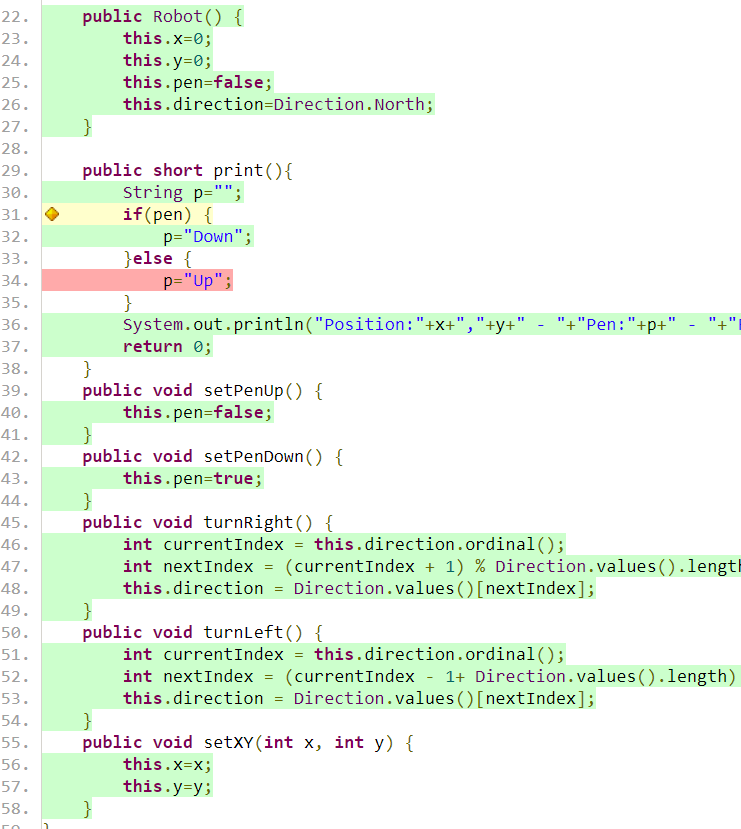 22.    public Robot() {
23.        this.x=0;
24.        this.y=0;
25.        this.pen=false;
26.        this.direction=Direction.North;
27.    }
28.
29.    public short print(){
30.        String p="";
31.        if(pen) {
32.            p="Down";
33.        }else {
34.            p="Up";
35.        }
36.        System.out.println("Position:"+x+","+y+" - "+"Pen:"+p+" - "+"
37.        return 0;
38.    }
39.    public void setPenUp() {
40.        this.pen=false;
41.    }
42.    public void setPenDown() {
43.        this.pen=true;
44.    }
45.    public void turnRight() {
46.        int currentIndex = this.direction.ordinal();
47.        int nextIndex = (currentIndex + 1) % Direction.values().length
48.        this.direction = Direction.values()[nextIndex];
49.    }
50.    public void turnLeft() {
51.        int currentIndex = this.direction.ordinal();
52.        int nextIndex = (currentIndex - 1+ Direction.values().length)
53.        this.direction = Direction.values()[nextIndex];
54.    }
55.    public void setXY(int x, int y) {
56.        this.x=x;
57.        this.y=y;
58.    }
59. }